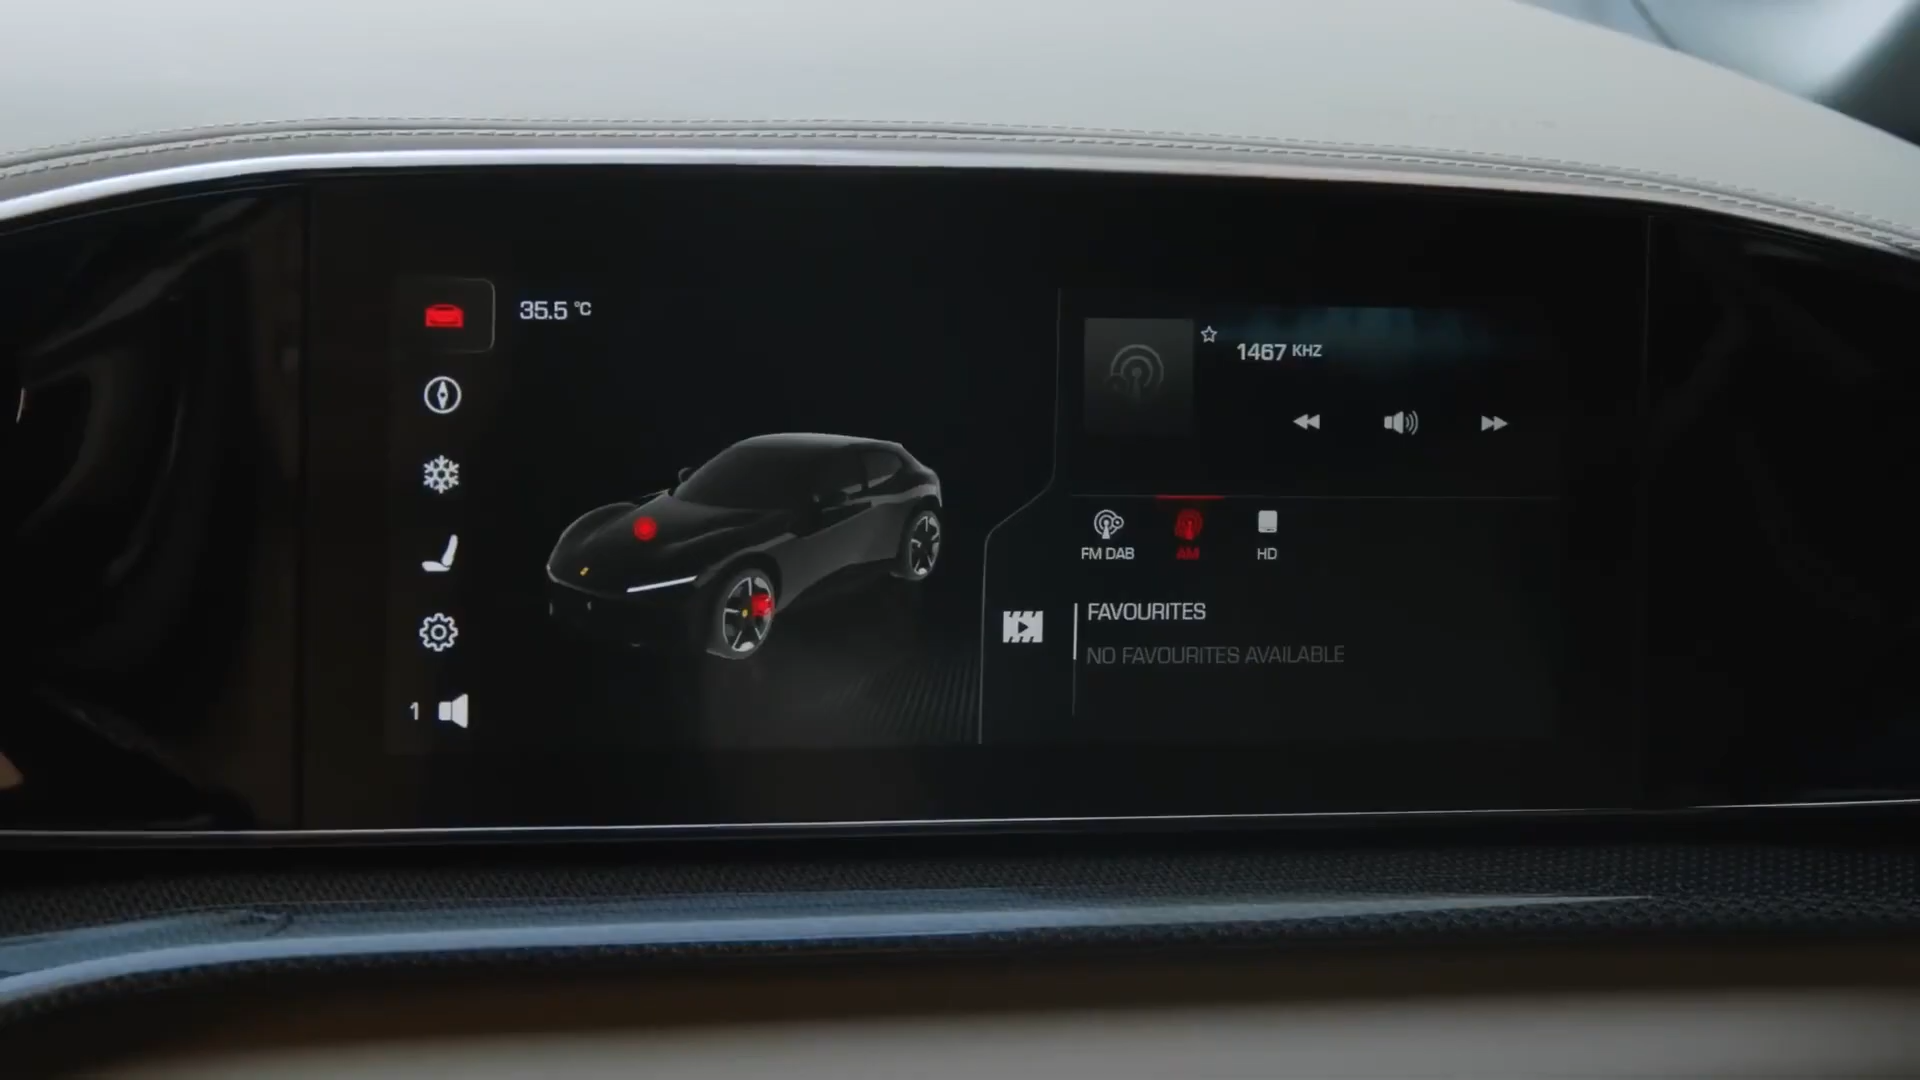 35.5 °C
1467 KHZ
FM DAB
AM
HD
FAVOURITES
NO FAVOURITES AVAILABLE
1